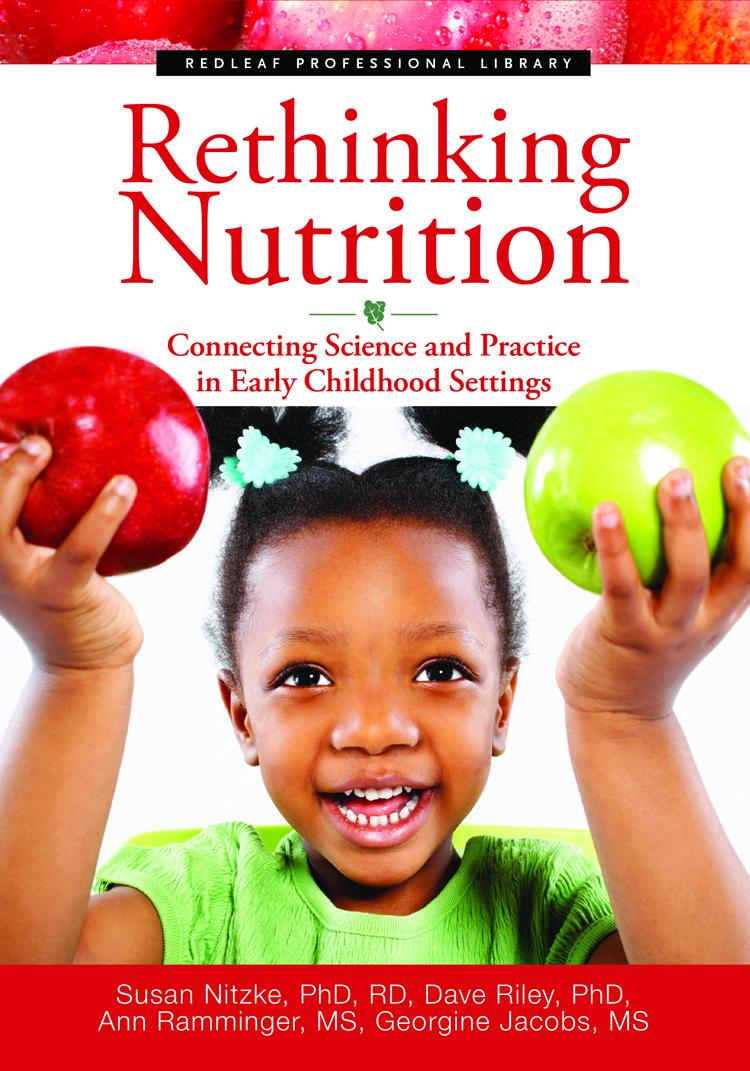 REDLEAF PROFESSIONAL LIBRARY
Rethinking
Nutrition
Connecting Science and Practice
in Early Childhood Settings
Susan Nitzke, PhD, RD, Dave Riley, PhD,
Ann Ramminger, MS, Georgine Jacobs, MS